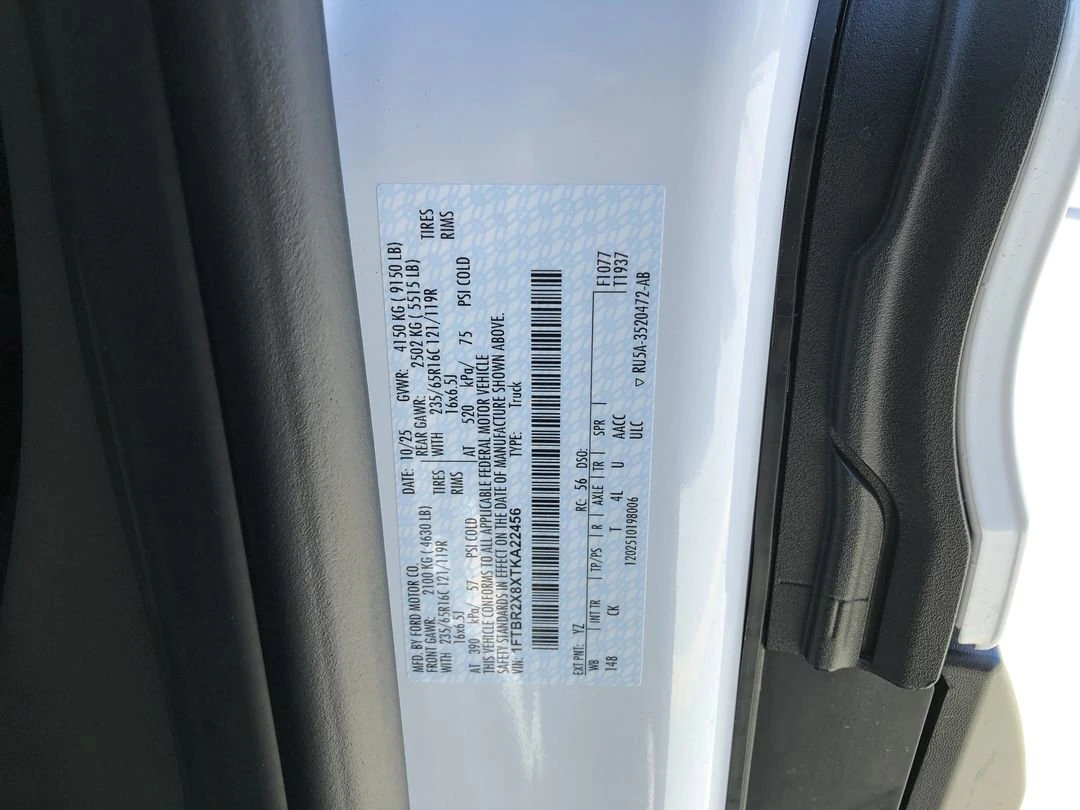 MFD. BY FORD MOTOR CO.
DATE: 10/25 GVWR: 4150 KG ( 9150 LB)
FRONT GAWR: 2100 KG ( 4630 LB) REAR GAWR: 2502 KG ( 5515 LB)
WITH 235/65R16C 121/119R TIRES WITH 235/65R16C 121/119R TIRES
16x6.5J RIMS 16x6.5J RIMS
AT 390 kPa/ 57 PSI COLD AT 520 kPa/ 75 PSI COLD
THIS VEHICLE CONFORMS TO ALL APPLICABLE FEDERAL MOTOR VEHICLE
SAFETY STANDARDS IN EFFECT ON THE DATE OF MANUFACTURE SHOWN ABOVE.
VIN: 1FTBR2X8XTKA22456 TYPE: Truck
EXT PNT: YZ RC: 56 DSO:
WB INT TR TP/PS R AXLE TR SPR F1077
148 CK T 4L U AACC T1937
ULC
1202510198006 ▽ RU5A-3520472-AB